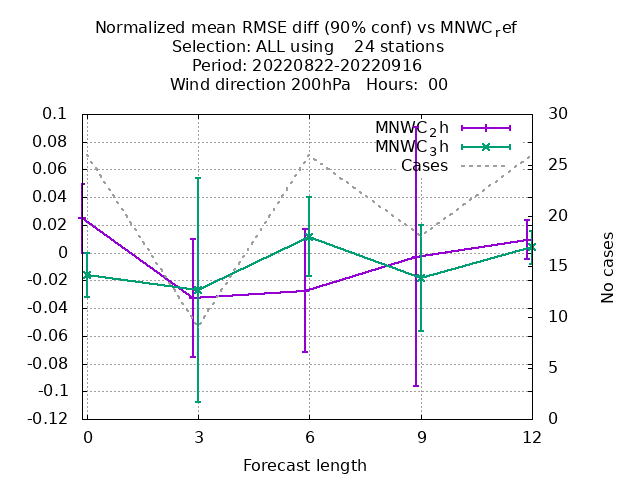 Normalized mean RMSE diff (90% conf) vs MNWC_ref
Selection: ALL using    24 stations
Period: 20220822-20220916
Wind direction 200hPa   Hours:  00
MNWC_2h
MNWC_3h
Cases
0.1
0.08
0.06
0.04
0.02
0
-0.02
-0.04
-0.06
-0.08
-0.1
-0.12
30
25
20
15
10
5
0
No cases
0 3 6 9 12
Forecast length